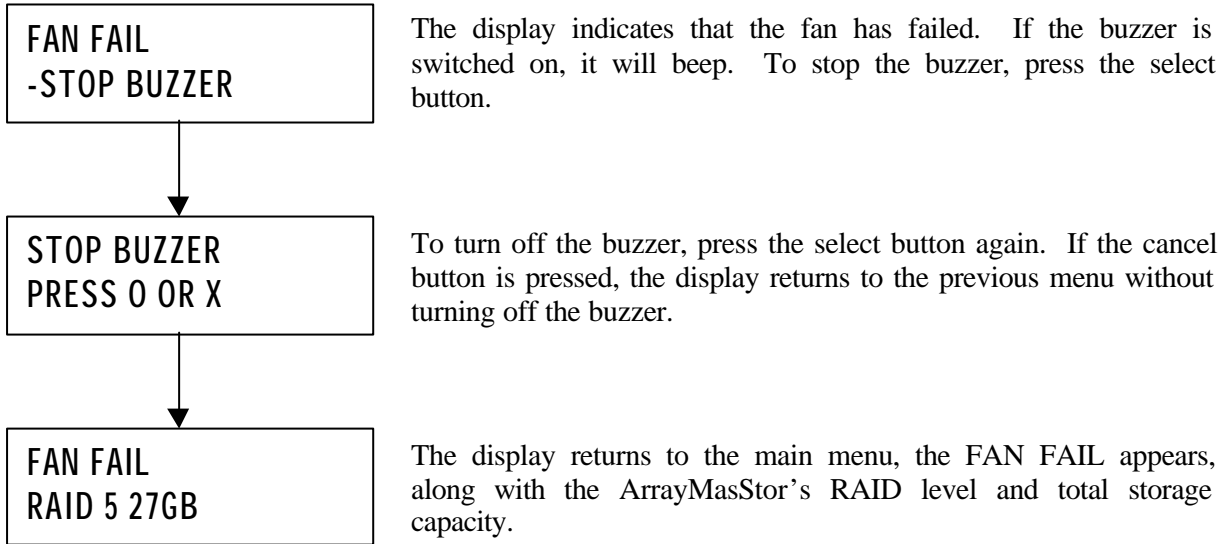 FAN FAIL
-STOP BUZZER
The display indicates that the fan has failed. If the buzzer is
switched on, it will beep. To stop the buzzer, press the select
button.
STOP BUZZER
PRESS O OR X
To turn off the buzzer, press the select button again. If the cancel
button is pressed, the display returns to the previous menu without
turning off the buzzer.
FAN FAIL
RAID 5 27GB
The display returns to the main menu, the FAN FAIL appears,
along with the ArrayMasStor’s RAID level and total storage
capacity.